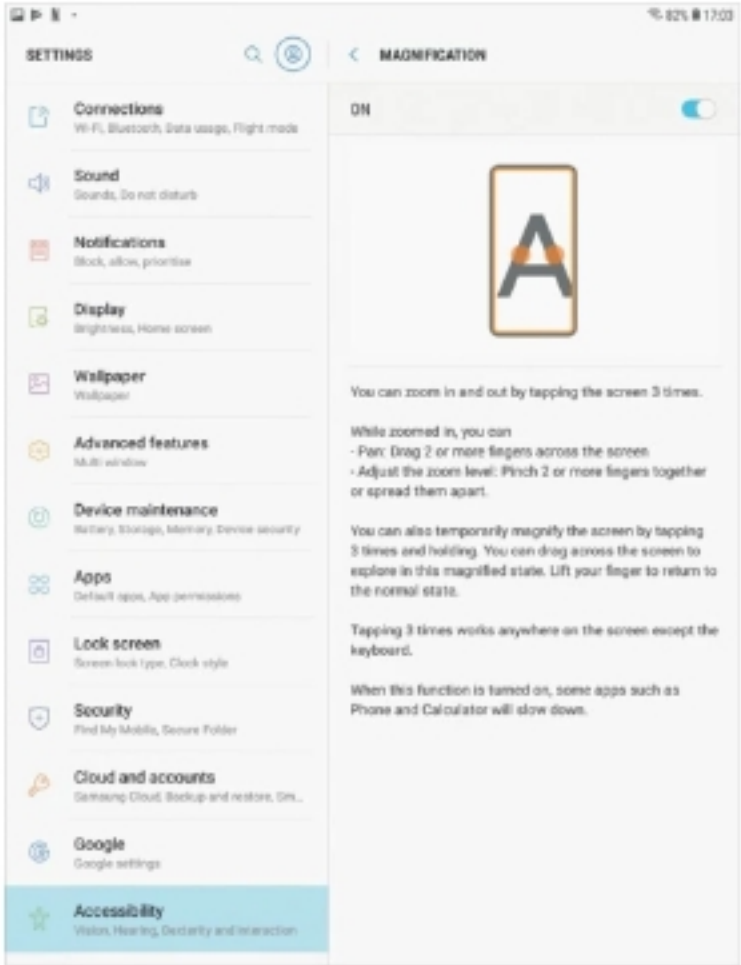 82% 17:03
SETTINGS
Connections
Wi-Fi, Bluetooth, Data usage, Flight mode
Sound
Sounds, Do not disturb
Notifications
Block, allow, prioritise
Display
Brightness, Home screen
Wallpaper
Wallpaper
Advanced features
Multi window
Device maintenance
Battery, Storage, Memory, Device security
Apps
Default apps, App permissions
Lock screen
Screen lock type, Clock style
Security
Find My Mobile, Secure Folder
Cloud and accounts
Samsung Cloud, Backup and restore, Sm...
Google
Google settings
Accessibility
Vision, Hearing, Dexterity and interaction
MAGNIFICATION
ON
A
You can zoom in and out by tapping the screen 3 times.
While zoomed in, you can
- Pan: Drag 2 or more fingers across the screen
- Adjust the zoom level: Pinch 2 or more fingers together
or spread them apart.
You can also temporarily magnify the screen by tapping
3 times and holding. You can drag across the screen to
explore in this magnified state. Lift your finger to return to
the normal state.
Tapping 3 times works anywhere on the screen except the
keyboard.
When this function is turned on, some apps such as
Phone and Calculator will slow down.